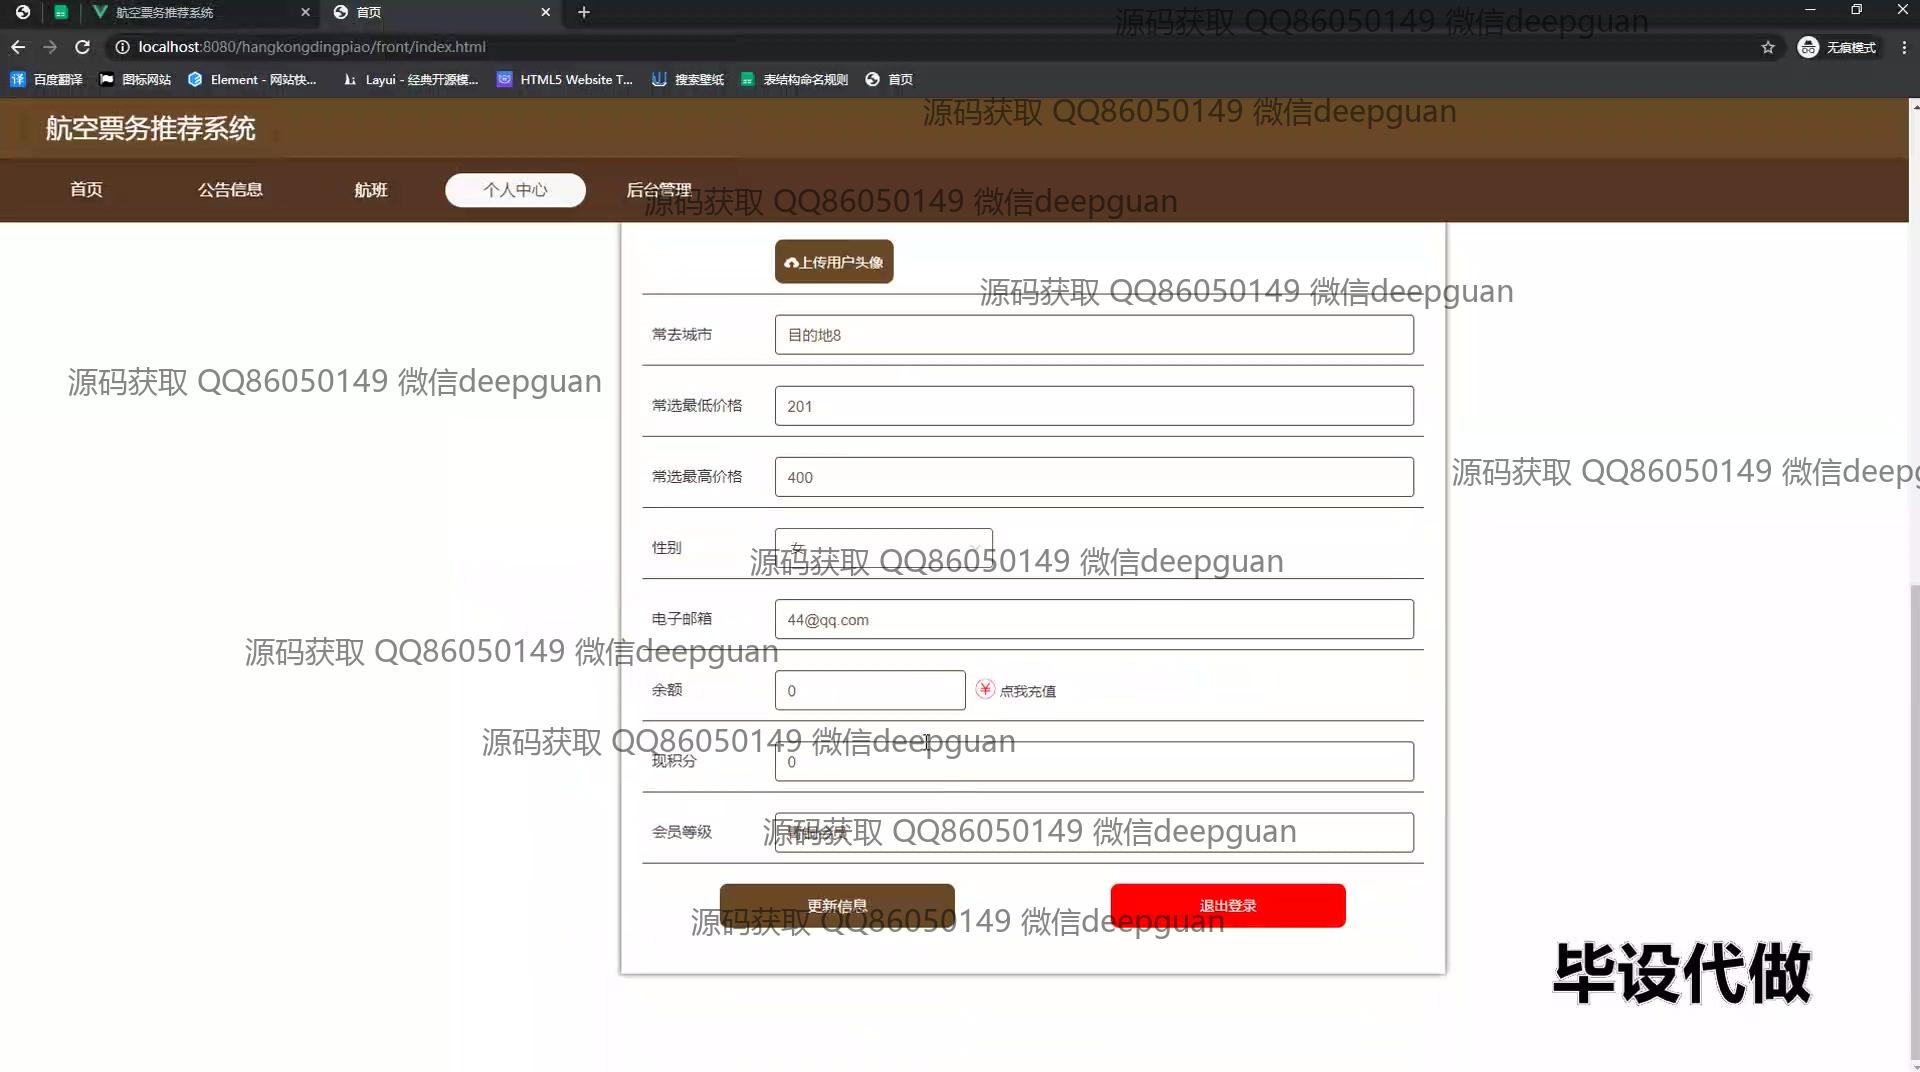 航空票务推荐系统
首页
源码获取 QQ86050149 微信deepguan
localhost:8080/hangkongdingpiao/front/index.html
无痕模式
百度翻译
图标网站
Element - 网站快...
Layui - 经典开源模...
HTML5 Website T...
搜索壁纸
表结构命名规则
首页
航空票务推荐系统
源码获取 QQ86050149 微信deepguan
首页
公告信息
航班
个人中心
后台管理
源码获取 QQ86050149 微信deepguan
上传用户头像
源码获取 QQ86050149 微信deepguan
常去城市
目的地8
源码获取 QQ86050149 微信deepguan
常选最低价格
201
常选最高价格
400
源码获取 QQ86050149 微信deep
性别
女
源码获取 QQ86050149 微信deepguan
电子邮箱
44@qq.com
源码获取 QQ86050149 微信deepguan
余额
0
点我充值
源码获取 QQ86050149 微信deepguan
现积分
0
会员等级
源码获取 QQ86050149 微信deepguan
更新信息
退出登录
源码获取 QQ86050149 微信deepguan
毕设代做